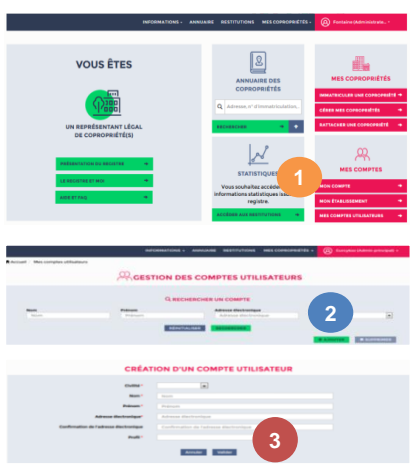 INFORMATIONS
ANNUAIRE
RESTITUTIONS
MES COPROPRIÉTÉS
Fontaine (Administrate...
VOUS ÊTES
UN REPRÉSENTANT LÉGAL
DE COPROPRIÉTÉ(S)
PRÉSENTATION DU REGISTRE
LE REGISTRE ET MOI
AIDE ET FAQ
ANNUAIRE DES
COPROPRIÉTÉS
Adresse, n° d'immatriculation,
RECHERCHER
+
STATISTIQUES
Vous souhaitez accéder
informations statistiques
registre.
ACCÉDER AUX RESTITUTIONS
MES COPROPRIÉTÉS
IMMATRICULER UNE COPROPRIÉTÉ
GÉRER MES COPROPRIÉTÉS
RATTACHER UNE COPROPRIÉTÉ
MES COMPTES
MON COMPTE
MON ÉTABLISSEMENT
MES COMPTES UTILISATEURS
1
INFORMATIONS
ANNUAIRE
RESTITUTIONS
MES COPROPRIÉTÉS
Accueil
Mes comptes utilisateurs
GESTION DES COMPTES UTILISATEURS
RECHERCHER UN COMPTE
Nom
Prénom
Adresse électronique
Nom
Prénom
Adresse électronique
RÉINITIALISER
RECHERCHER
2
CRÉATION D'UN COMPTE UTILISATEUR
Civilité *
Nom *
Nom
Prénom *
Prénom
Adresse électronique *
Adresse électronique
Confirmation de l'adresse électronique *
Confirmation de l'adresse électronique
Profil *
Annuler
Valider
3